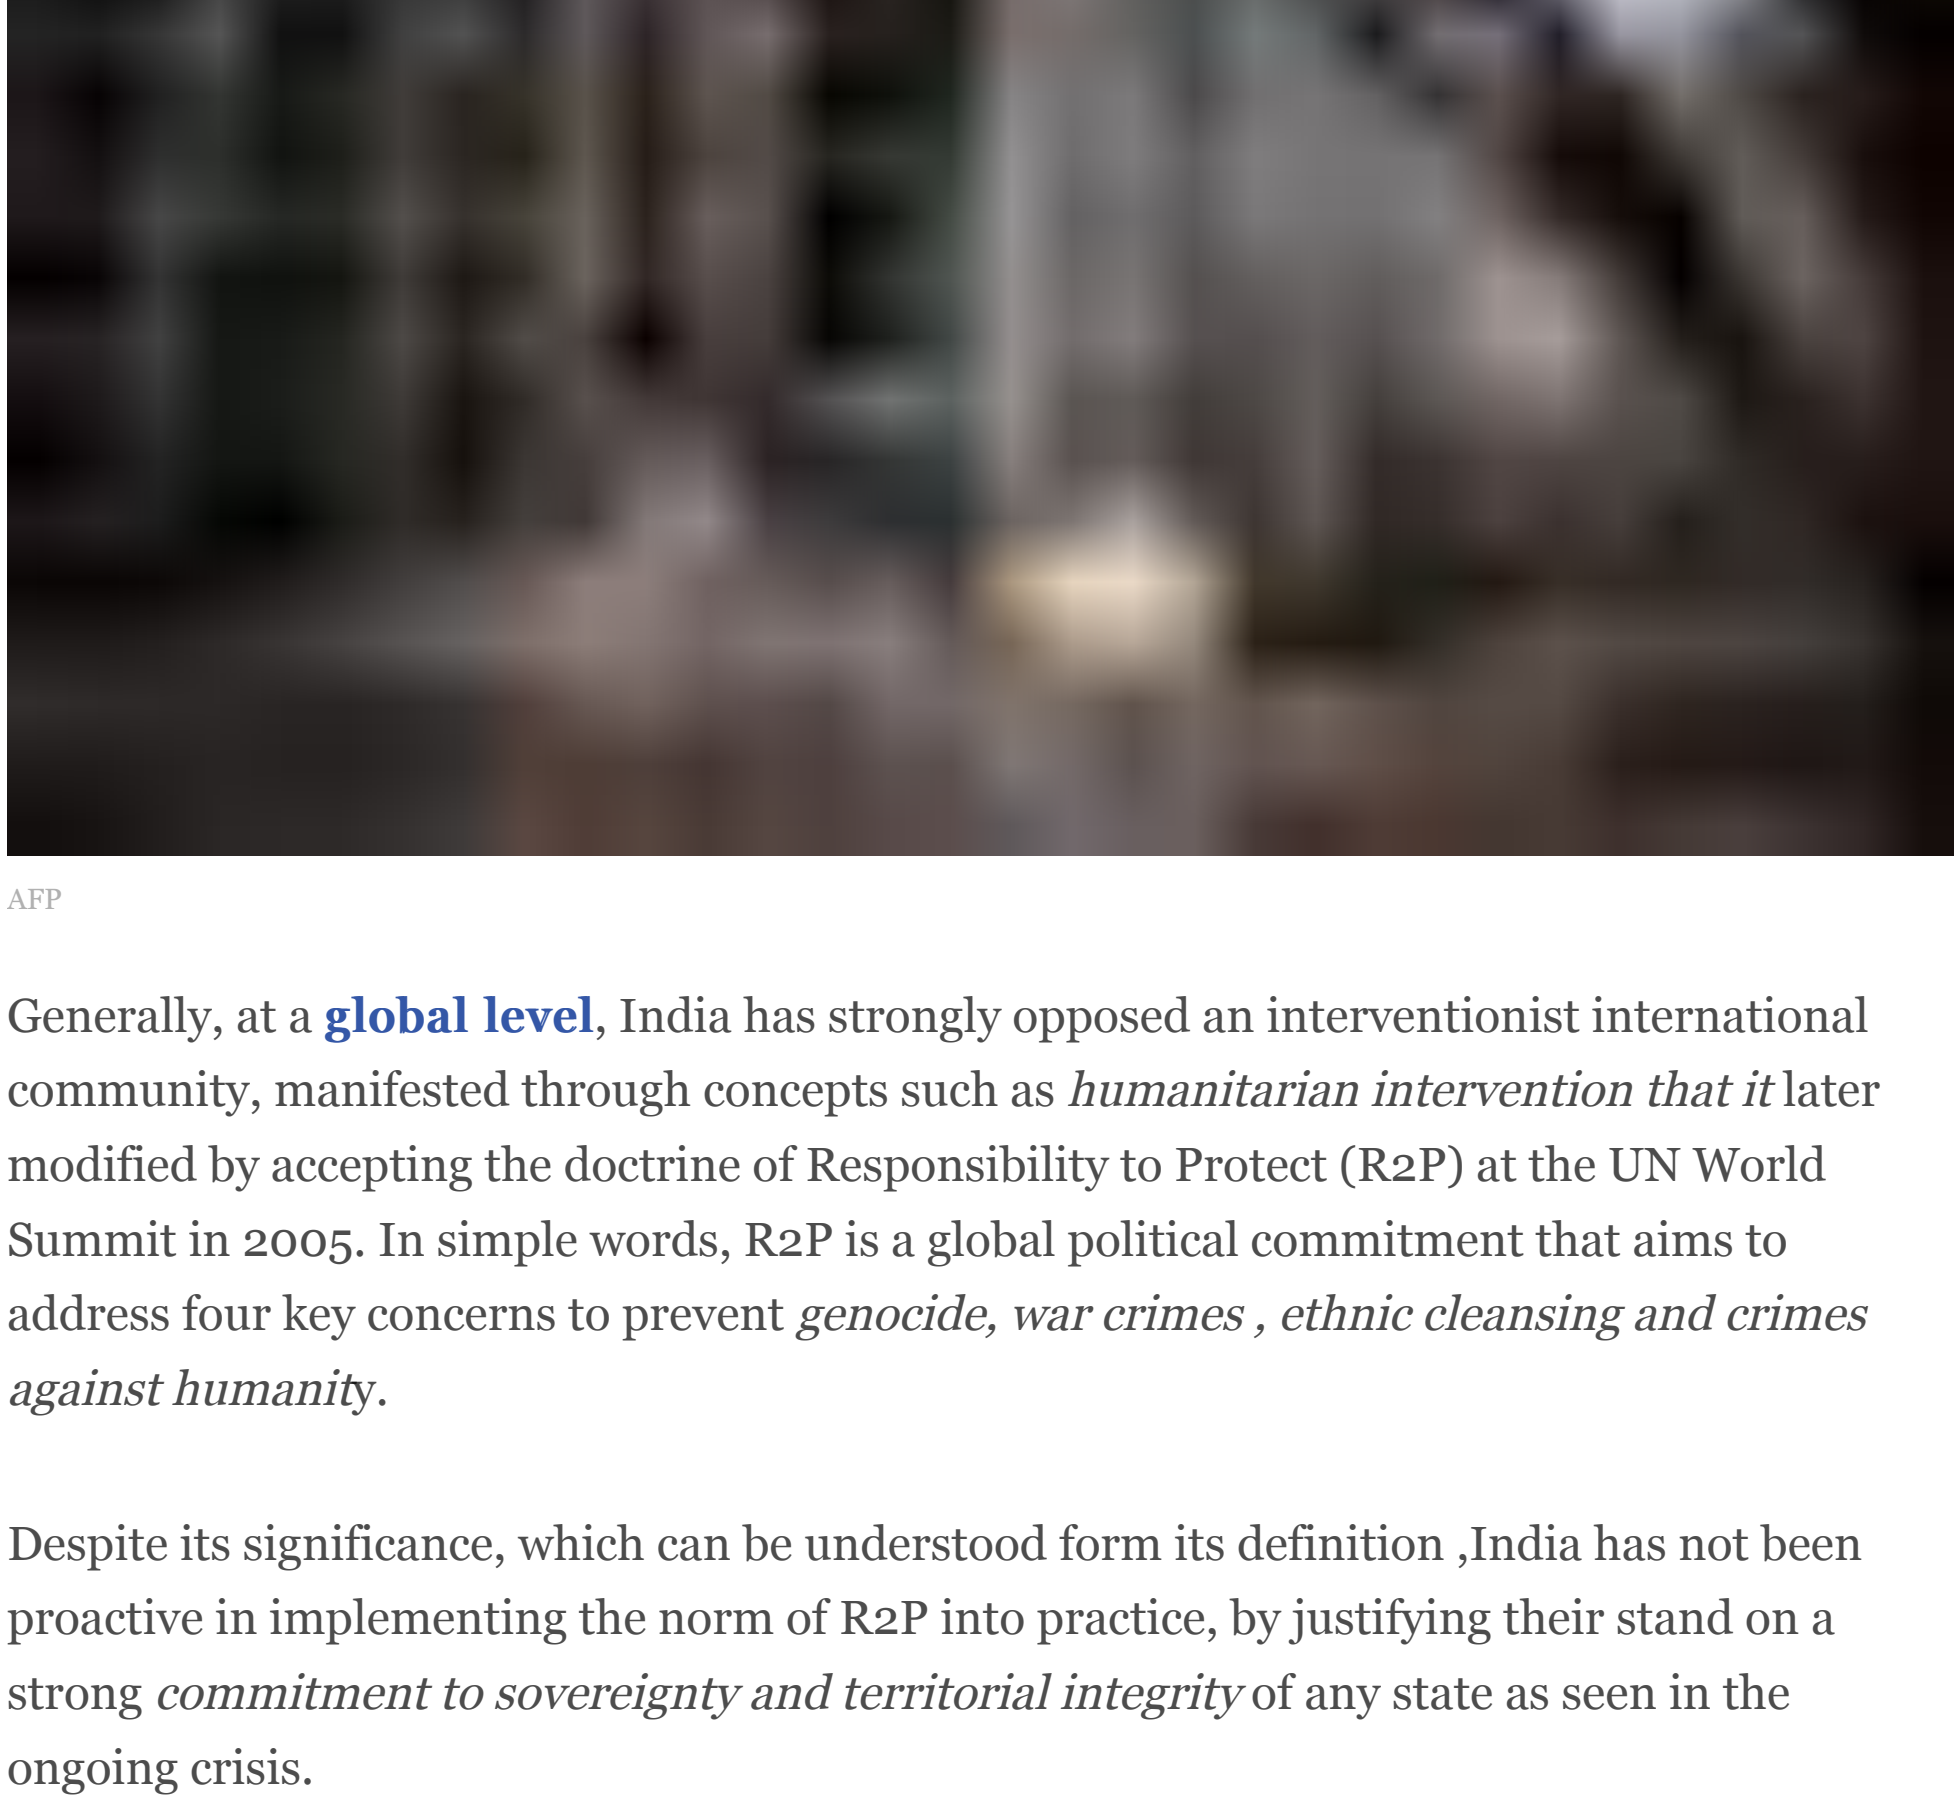 AFP
Generally, at a global level, India has strongly opposed an interventionist international
community, manifested through concepts such as humanitarian intervention that it later
modified by accepting the doctrine of Responsibility to Protect (R2P) at the UN World
Summit in 2005. In simple words, R2P is a global political commitment that aims to
address four key concerns to prevent genocide, war crimes , ethnic cleansing and crimes
against humanity.
Despite its significance, which can be understood form its definition ,India has not been
proactive in implementing the norm of R2P into practice, by justifying their stand on a
strong commitment to sovereignty and territorial integrity of any state as seen in the
ongoing crisis.